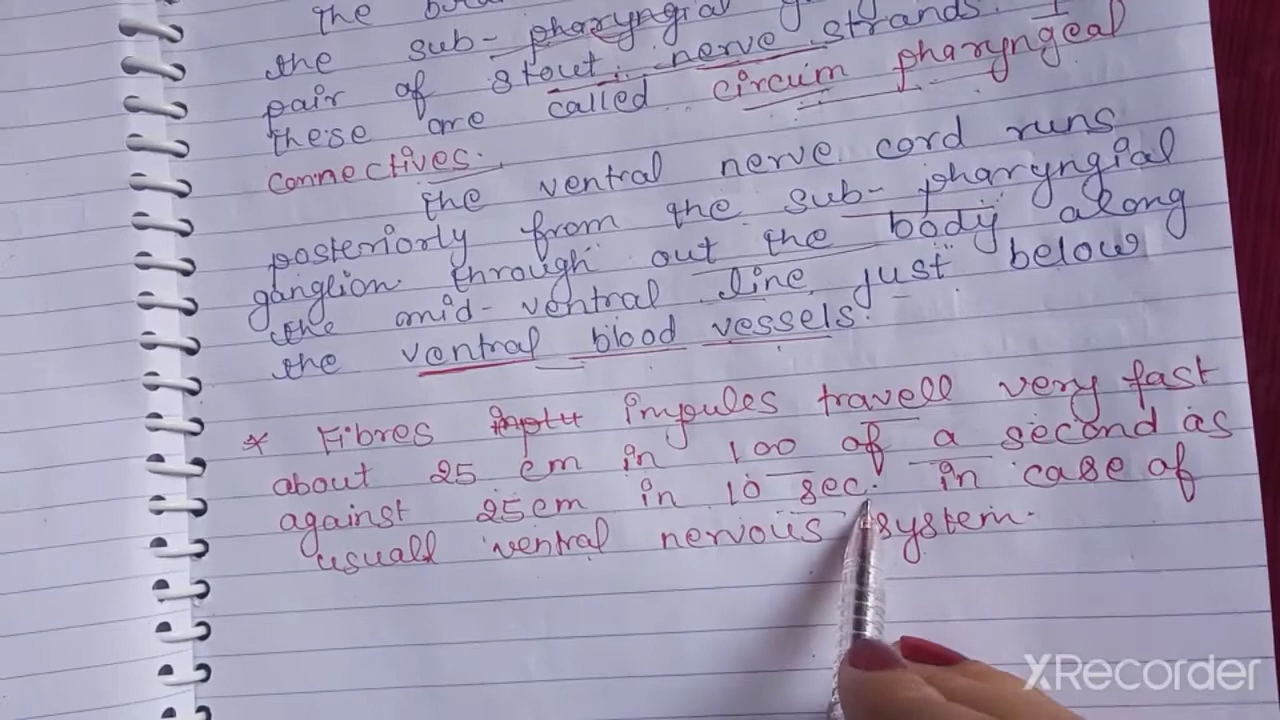 the
the sub-pharyngial
pair of stout nerve strands.
these are called circum pharyngeal
connectives.
the ventral nerve cord runs
posteriorly from the sub-pharyngial
ganglion through out the body along
the mid-ventral line just below
the ventral blood vessels.
* Fibres impules travell very fast
about 25 cm in 100 of a second as
against 25cm in 10 sec. in case of
usuall ventral nervous system.
XRecorder